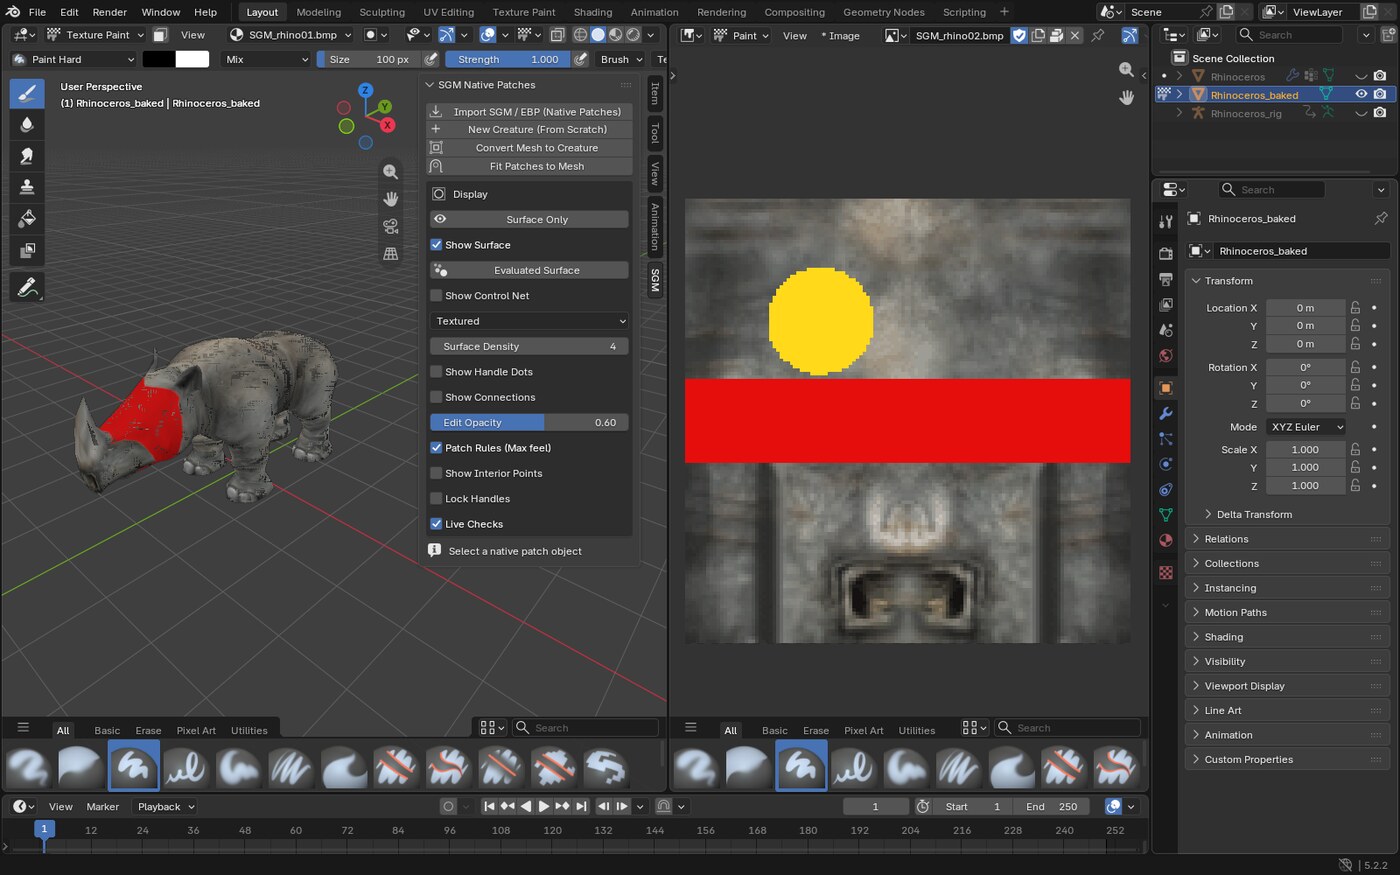 File Edit Render Window Help Layout Modeling Sculpting UV Editing Texture Paint Shading Animation Rendering Compositing Geometry Nodes Scripting Scene ViewLayer
Texture Paint View SGM_rhino01.bmp Paint View * Image SGM_rhino02.bmp Search
Paint Hard Mix Size 100 px Strength 1.000 Brush Te
Scene Collection
Rhinoceros
Rhinoceros_baked
Rhinoceros_rig
User Perspective
(1) Rhinoceros_baked | Rhinoceros_baked
Z
Y
X
SGM Native Patches
Import SGM / EBP (Native Patches)
New Creature (From Scratch)
Convert Mesh to Creature
Fit Patches to Mesh
Display
Surface Only
Show Surface
Evaluated Surface
Show Control Net
Textured
Surface Density 4
Show Handle Dots
Show Connections
Edit Opacity 0.60
Patch Rules (Max feel)
Show Interior Points
Lock Handles
Live Checks
Select a native patch object
Item
Tool
View
Animation
SGM
Search
Rhinoceros_baked
Rhinoceros_baked
Transform
Location X 0 m
Y 0 m
Z 0 m
Rotation X 0°
Y 0°
Z 0°
Mode XYZ Euler
Scale X 1.000
Y 1.000
Z 1.000
Delta Transform
Relations
Collections
Instancing
Motion Paths
Shading
Visibility
Viewport Display
Line Art
Animation
Custom Properties
All Basic Erase Pixel Art Utilities Search
All Basic Erase Pixel Art Utilities Search
View Marker Playback 1 Start 1 End 250
1 12 24 36 48 60 72 84 96 108 120 132 144 156 168 180 192 204 216 228 240 252
5.2.2